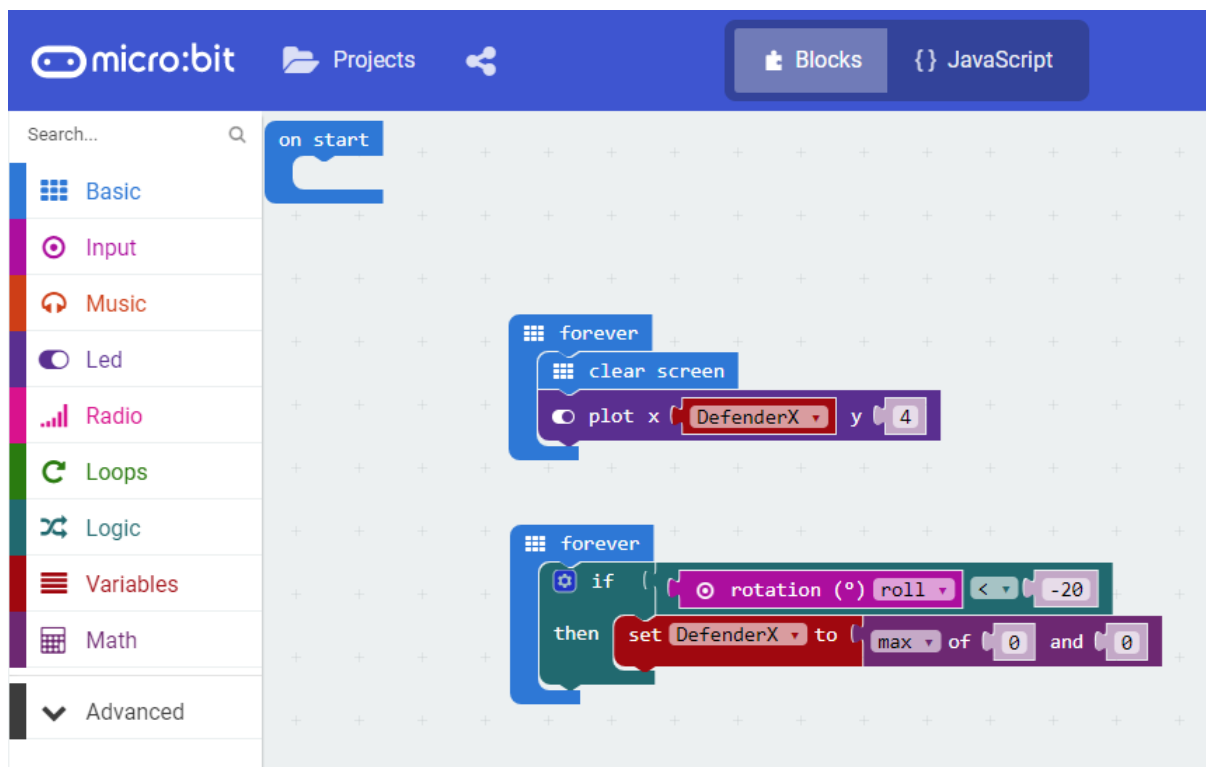 micro:bit Projects Blocks {} JavaScript
Search...
Basic
Input
Music
Led
Radio
Loops
Logic
Variables
Math
Advanced
on start
forever
clear screen
plot x DefenderX y 4
forever
if rotation (°) roll < -20
then set DefenderX to max of 0 and 0